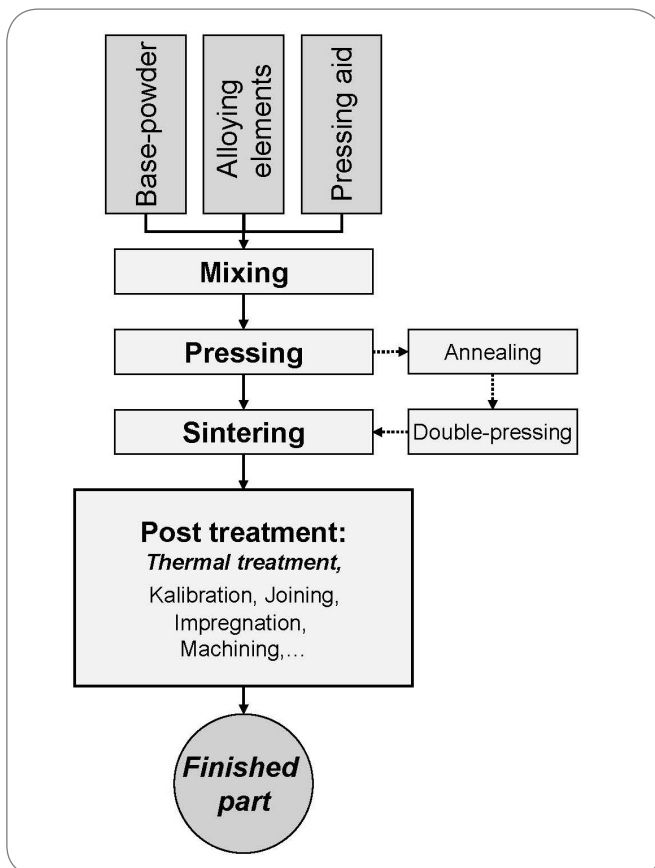 Base-powder
Alloying
elements
Pressing aid
Mixing
Pressing
Annealing
Sintering
Double-pressing
Post treatment:
Thermal treatment,
Kalibration, Joining,
Impregnation,
Machining,...
Finished
part